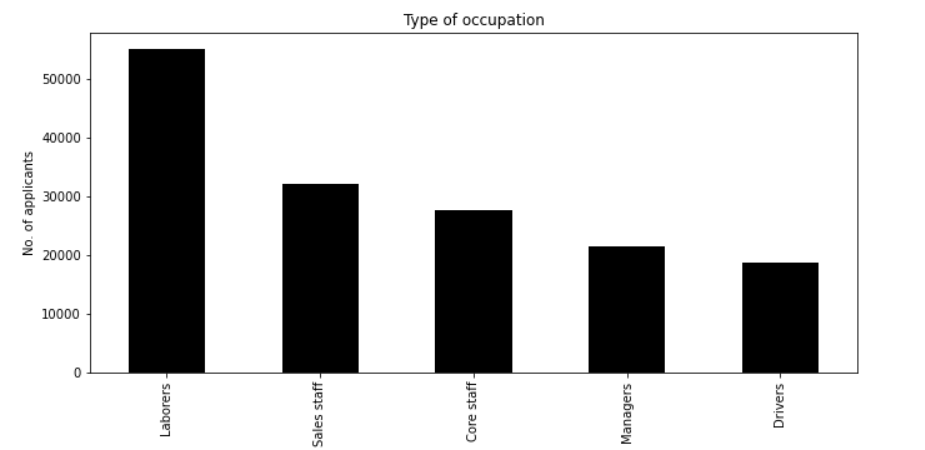 Type of occupation
No. of applicants
50000
40000
30000
20000
10000
0
Laborers
Sales staff
Core staff
Managers
Drivers